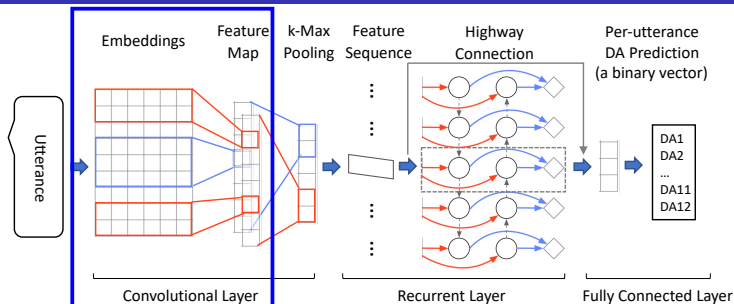 Embeddings
Feature
Map
k-Max
Pooling
Feature
Sequence
Highway
Connection
Per-utterance
DA Prediction
(a binary vector)
Utterance
...
...
...
...
DA1
DA2
...
DA11
DA12
Convolutional Layer
Recurrent Layer
Fully Connected Layer